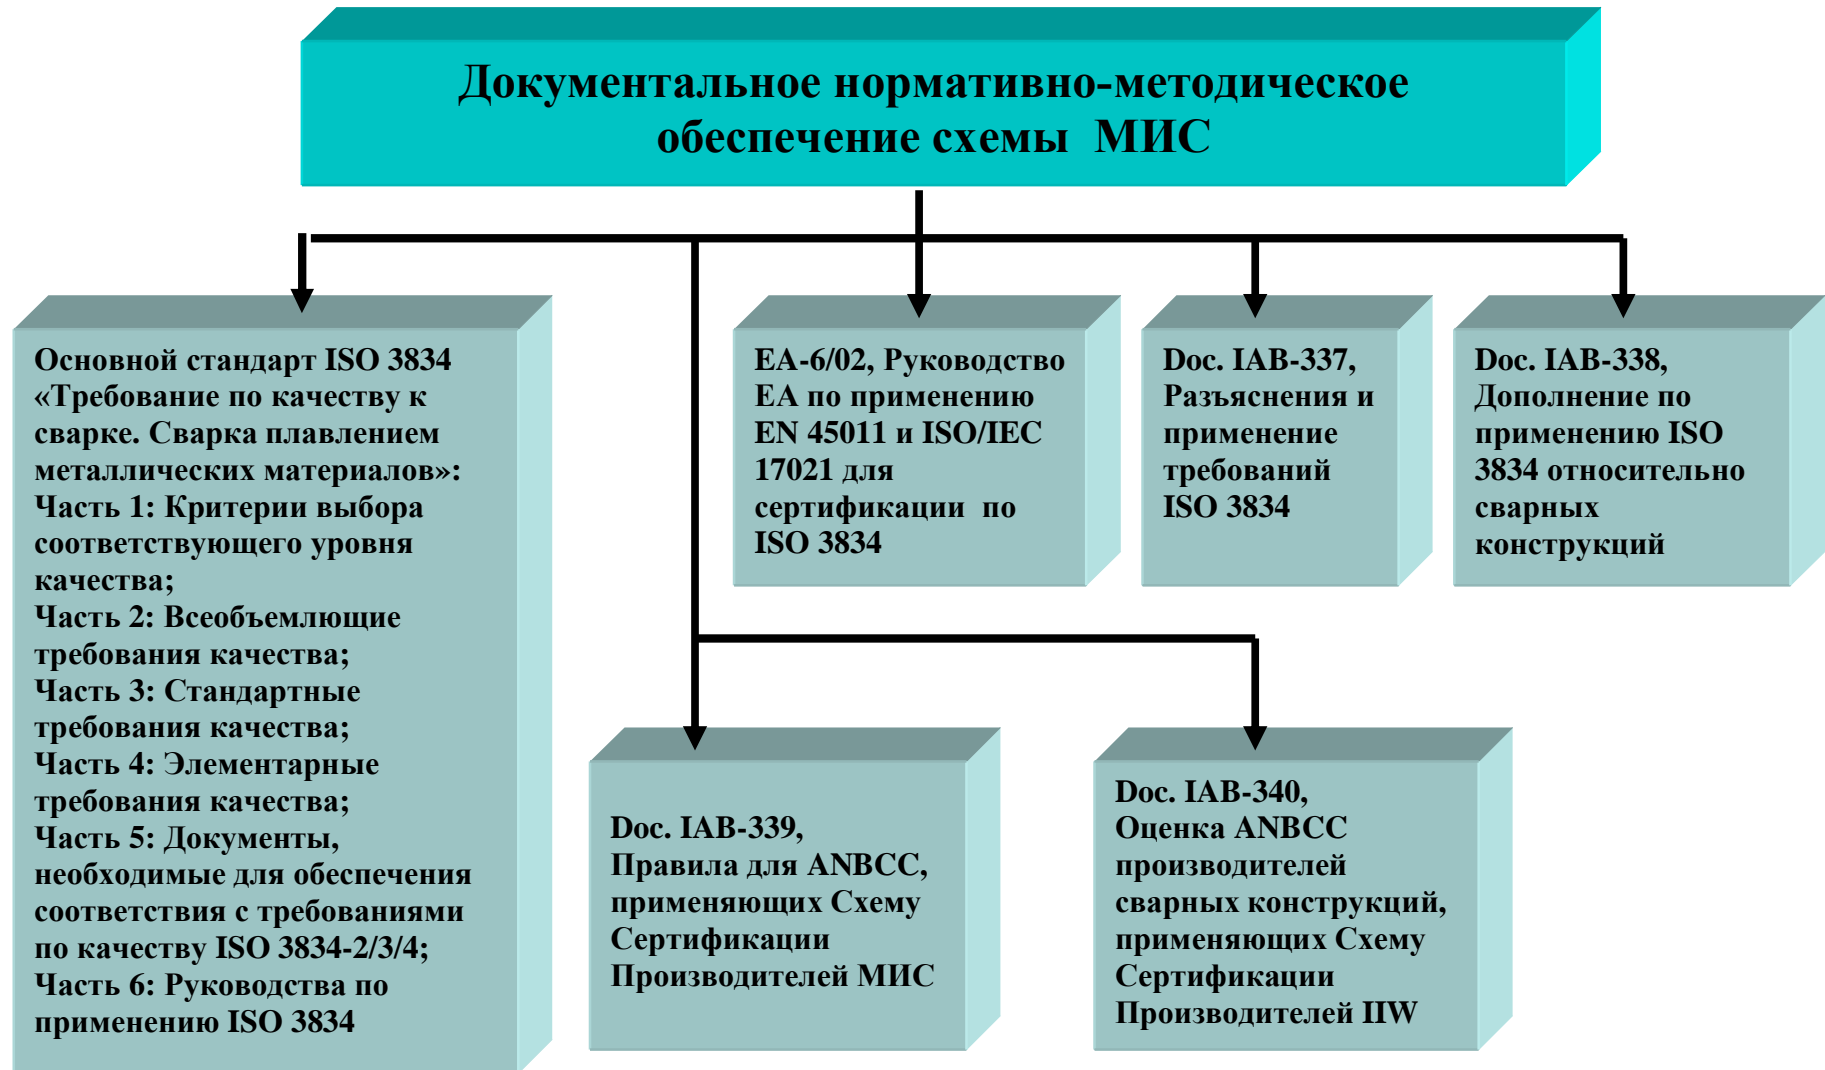 Документальное нормативно-методическое
обеспечение схемы МИС
Основной стандарт ISO 3834
«Требование по качеству к
сварке. Сварка плавлением
металлических материалов»:
Часть 1: Критерии выбора
соответствующего уровня
качества;
Часть 2: Всеобъемлющие
требования качества;
Часть 3: Стандартные
требования качества;
Часть 4: Элементарные
требования качества;
Часть 5: Документы,
необходимые для обеспечения
соответствия с требованиями
по качеству ISO 3834-2/3/4;
Часть 6: Руководства по
применению ISO 3834
EA-6/02, Руководство
ЕА по применению
EN 45011 и ISO/IEC
17021 для
сертификации по
ISO 3834
Doc. IAB-337,
Разъяснения и
применение
требований
ISO 3834
Doc. IAB-338,
Дополнение по
применению ISO
3834 относительно
сварных
конструкций
Doc. IAB-339,
Правила для ANBCC,
применяющих Схему
Сертификации
Производителей МИС
Doc. IAB-340,
Оценка ANBCC
производителей
сварных конструкций,
применяющих Схему
Сертификации
Производителей IIW